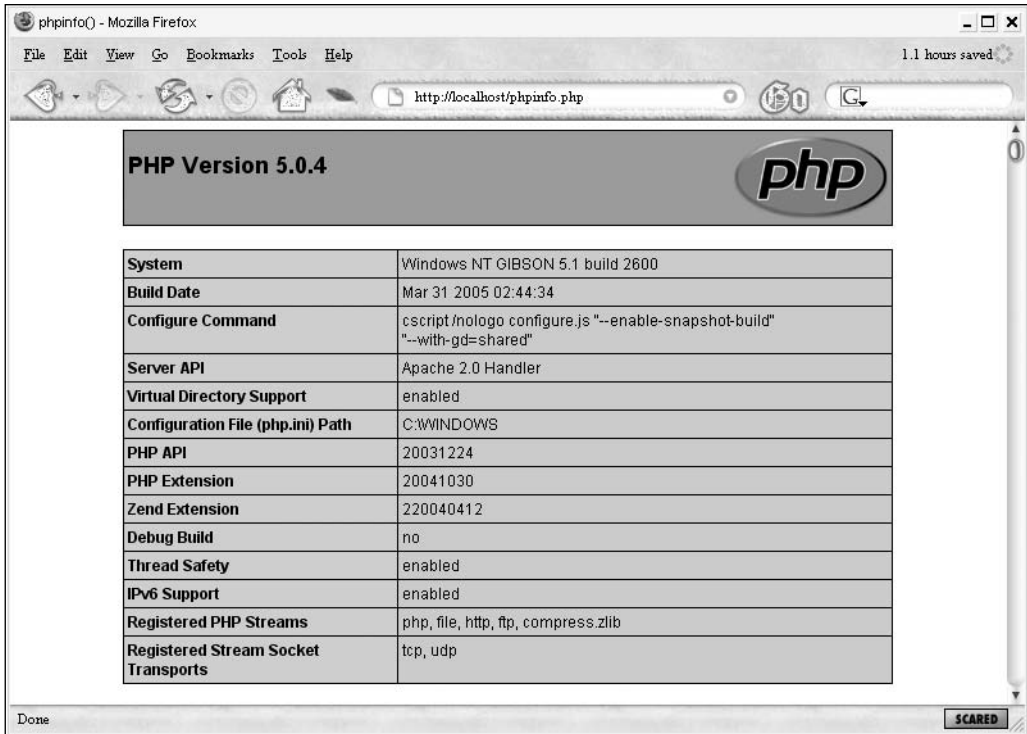 phpinfo() - Mozilla Firefox
File Edit View Go Bookmarks Tools Help
1.1 hours saved
http://localhost/phpinfo.php
Go
G
PHP Version 5.0.4
php
System Windows NT GIBSON 5.1 build 2600
Build Date Mar 31 2005 02:44:34
Configure Command cscript /nologo configure.js "--enable-snapshot-build"
"--with-gd=shared"
Server API Apache 2.0 Handler
Virtual Directory Support enabled
Configuration File (php.ini) Path C:\WINDOWS
PHP API 20031224
PHP Extension 20041030
Zend Extension 220040412
Debug Build no
Thread Safety enabled
IPv6 Support enabled
Registered PHP Streams php, file, http, ftp, compress.zlib
Registered Stream Socket
Transports tcp, udp
Done
SCARED